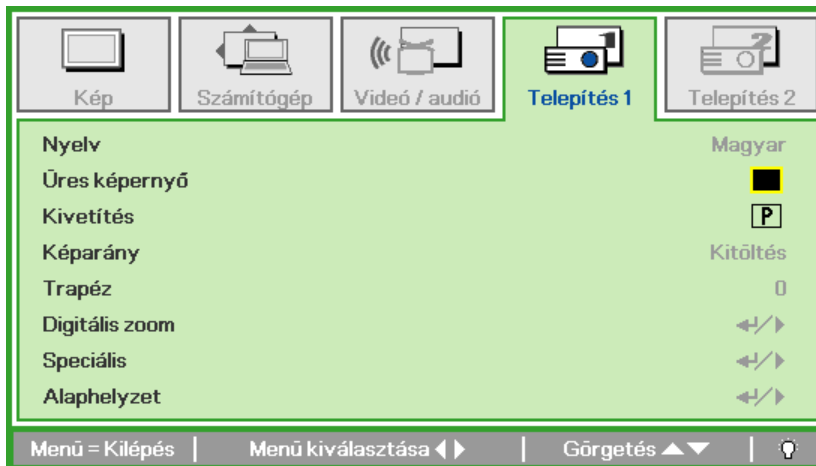 Kép
Számítógép
Videó / audió
Telepítés 1
Telepítés 2
Nyelv Magyar
Üres képernyő
Kivetítés P
Képarány Kitöltés
Trapéz 0
Digitális zoom
Speciális
Alaphelyzet
Menü = Kilépés | Menü kiválasztása | Görgetés